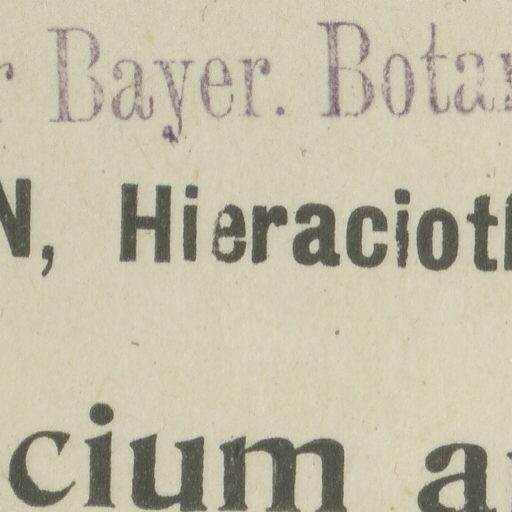 r Bayer. Botan
N, Hieracioth
cium a